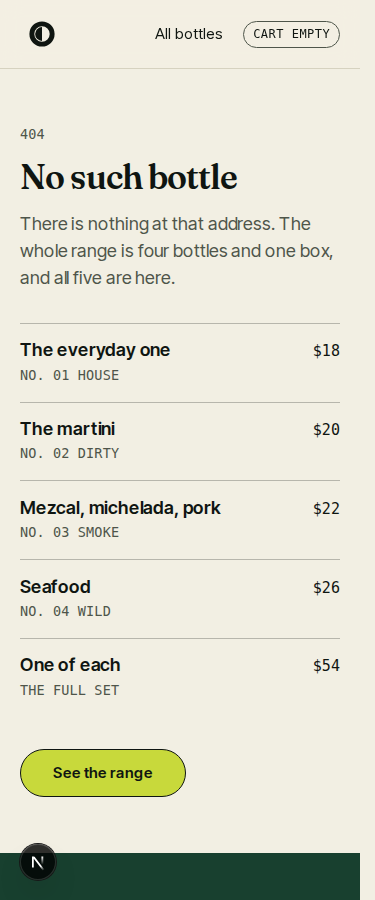 All bottles
CART EMPTY
404
No such bottle
There is nothing at that address. The
whole range is four bottles and one box,
and all five are here.
The everyday one
$18
NO. 01 HOUSE
The martini
$20
NO. 02 DIRTY
Mezcal, michelada, pork
$22
NO. 03 SMOKE
Seafood
$26
NO. 04 WILD
One of each
$54
THE FULL SET
See the range
N